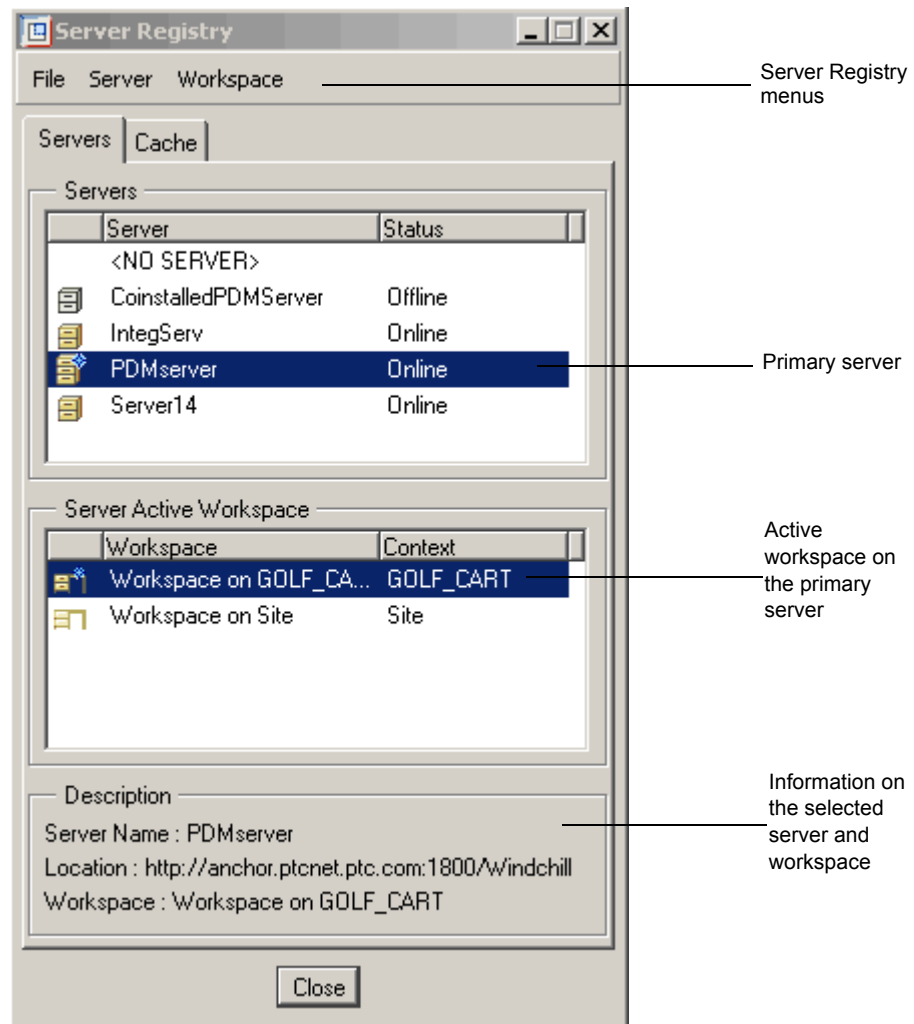 Server Registry
File Server Workspace
Server Registry
menus
Servers Cache
Servers
Server Status
<NO SERVER>
CoinstalledPDMServer Offline
IntegServ Online
PDMserver Online
Primary server
Server14 Online
Server Active Workspace
Workspace Context
Workspace on GOLF_CA... GOLF_CART
Workspace on Site Site
Active
workspace on
the primary
server
Description
Server Name : PDMserver
Location : http://anchor.ptcnet.ptc.com:1800/Windchill
Workspace : Workspace on GOLF_CART
Information on
the selected
server and
workspace
Close